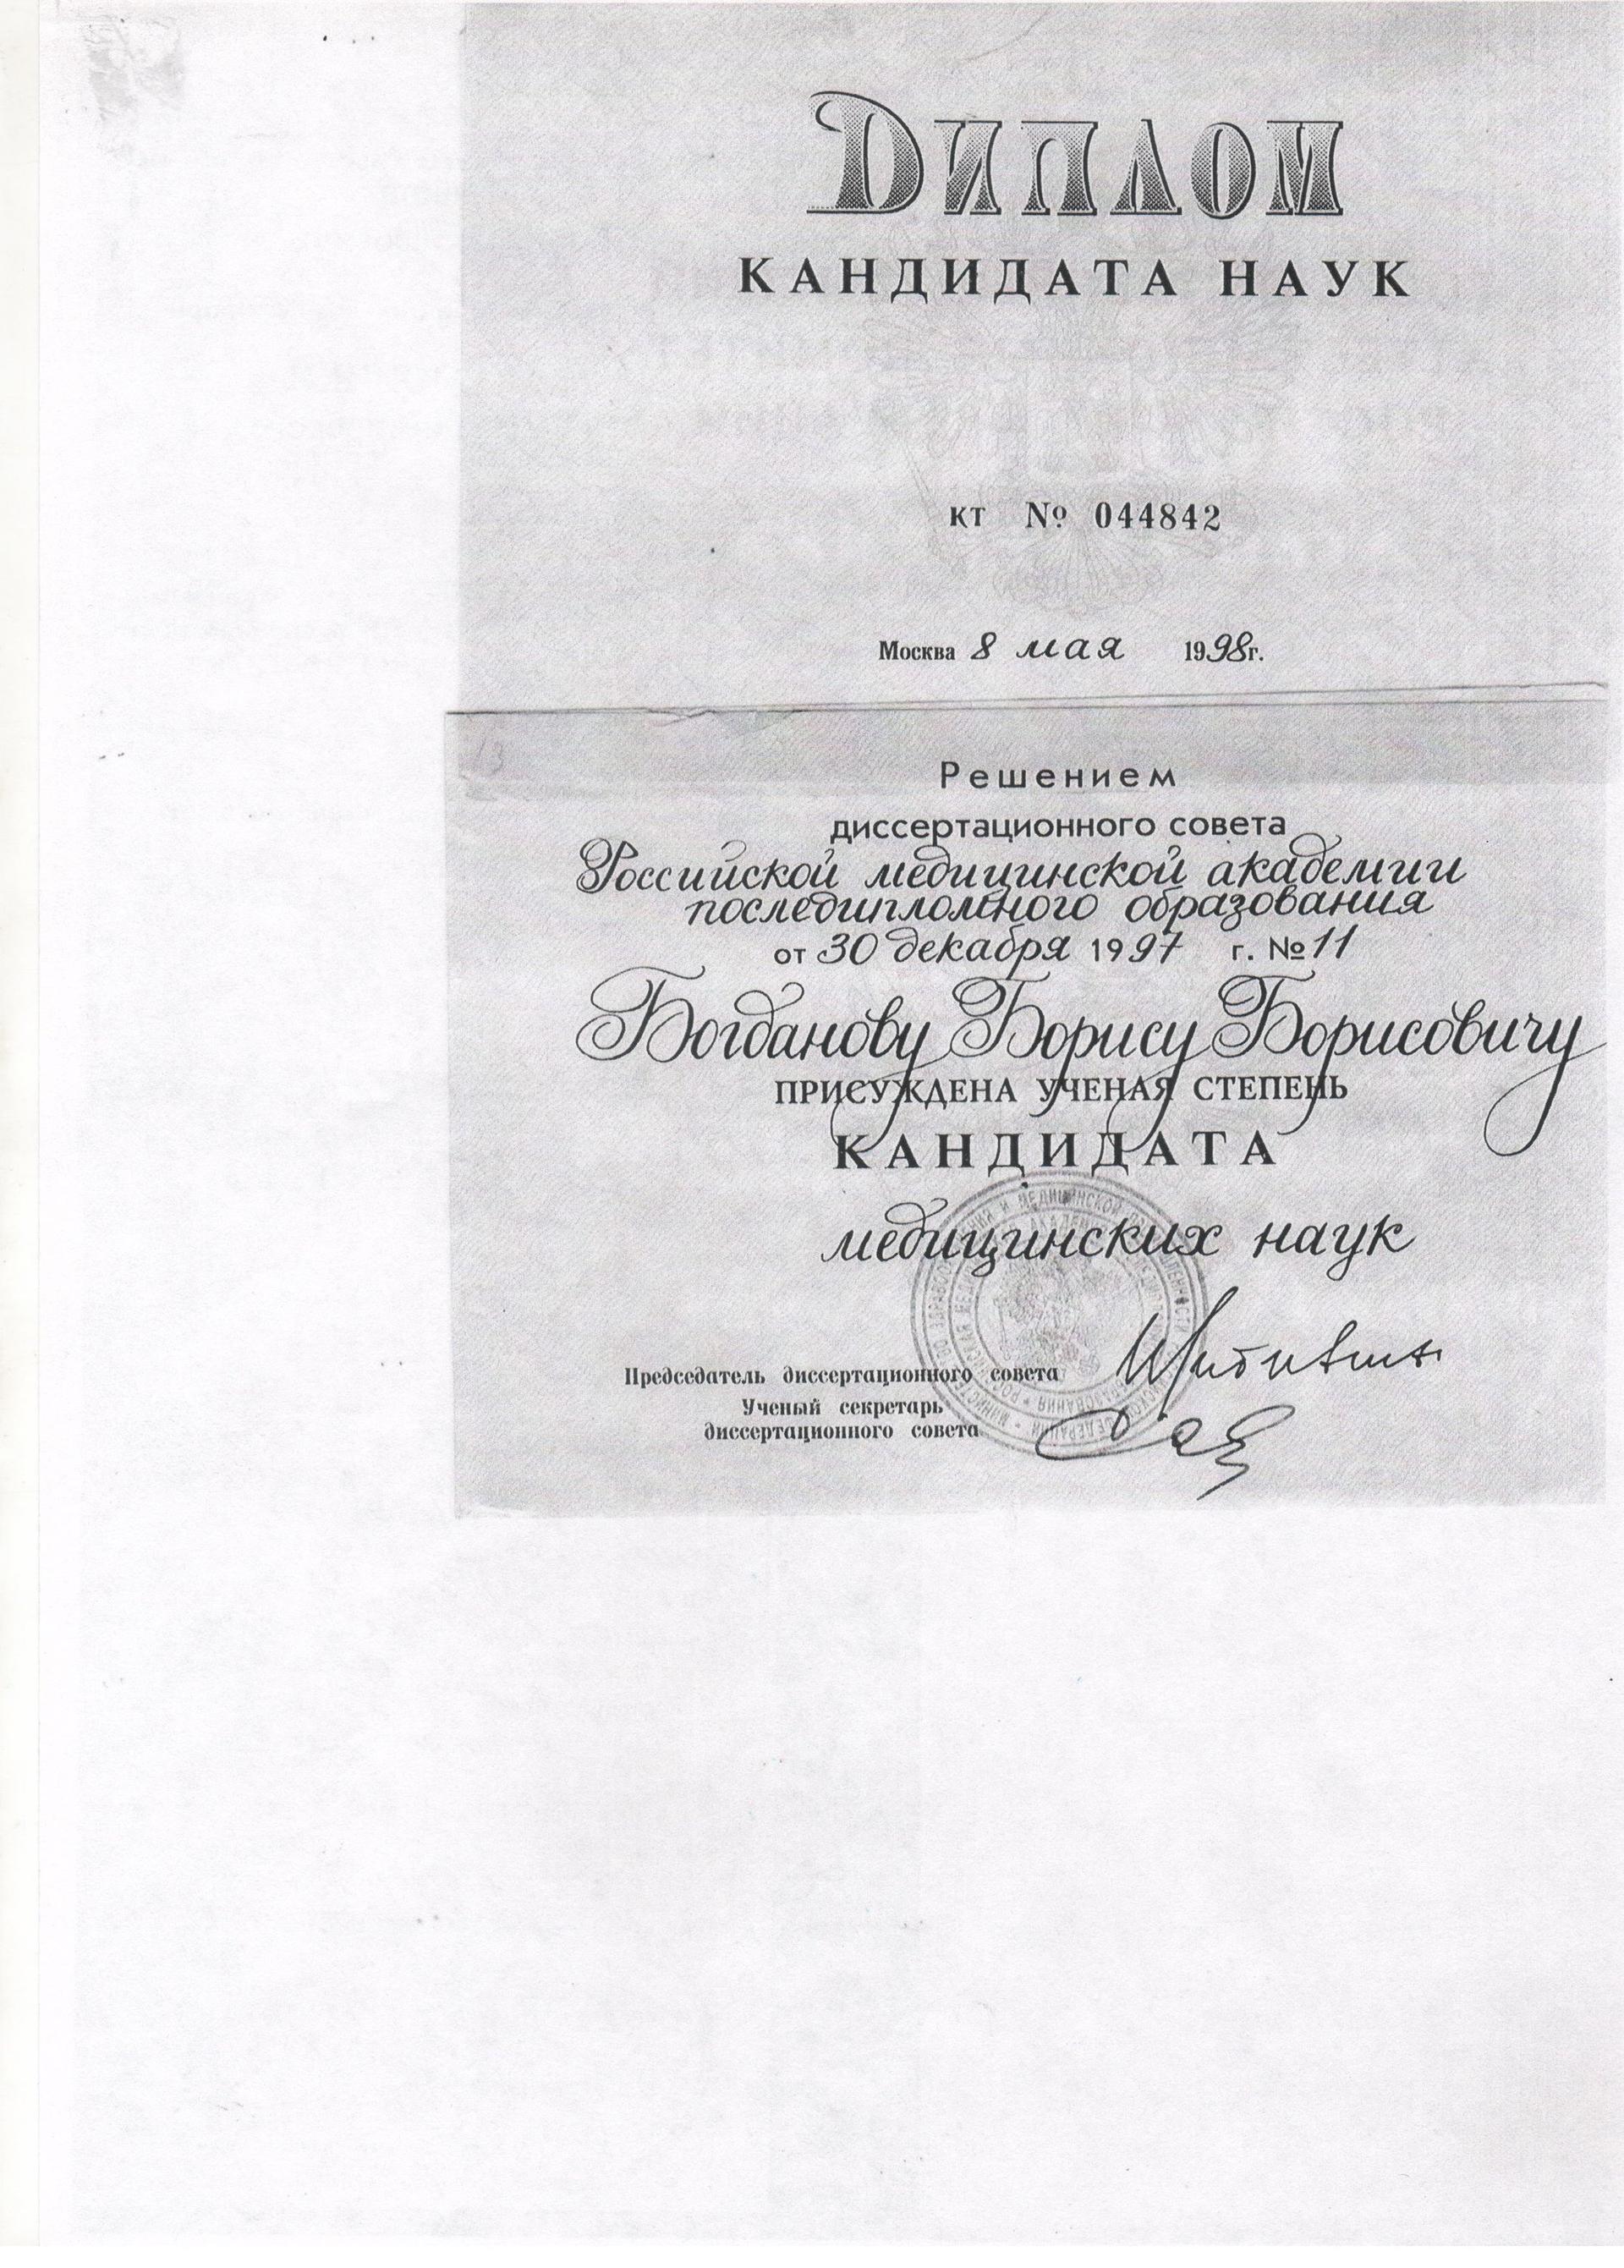 Диплом
КАНДИДАТА НАУК
КТ № 044842
Москва 8 мая 1998г.
Решением
диссертационного совета
Российской медицинской академии
последипломного образования
от 30 декабря 1997 г. № 11
Богданову Борису Борисовичу
ПРИСУЖДЕНА УЧЕНАЯ СТЕПЕНЬ
КАНДИДАТА
медицинских наук
Председатель диссертационного совета
Ученый секретарь
диссертационного совета